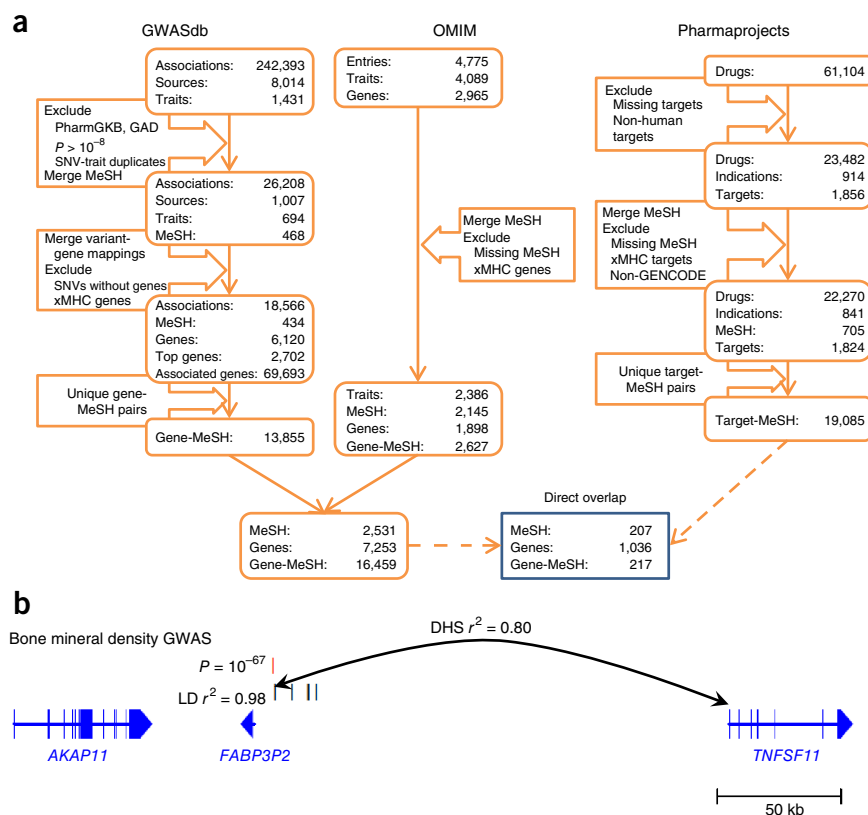 a
GWASdb
OMIM
Pharmaprojects
Associations: 242,393
Sources: 8,014
Traits: 1,431
Exclude
PharmGKB, GAD
P > 10⁻⁸
SNV-trait duplicates
Merge MeSH
Associations: 26,208
Sources: 1,007
Traits: 694
MeSH: 468
Merge variant-
gene mappings
Exclude
SNVs without genes
xMHC genes
Associations: 18,566
MeSH: 434
Genes: 6,120
Top genes: 2,702
Associated genes: 69,693
Unique gene-
MeSH pairs
Gene-MeSH: 13,855
Entries: 4,775
Traits: 4,089
Genes: 2,965
Merge MeSH
Exclude
Missing MeSH
xMHC genes
Traits: 2,386
MeSH: 2,145
Genes: 1,898
Gene-MeSH: 2,627
Drugs: 61,104
Exclude
Missing targets
Non-human
targets
Drugs: 23,482
Indications: 914
Targets: 1,856
Merge MeSH
Exclude
Missing MeSH
xMHC targets
Non-GENCODE
Drugs: 22,270
Indications: 841
MeSH: 705
Targets: 1,824
Unique target-
MeSH pairs
Target-MeSH: 19,085
MeSH: 2,531
Genes: 7,253
Gene-MeSH: 16,459
Direct overlap
MeSH: 207
Genes: 1,036
Gene-MeSH: 217
b
Bone mineral density GWAS
DHS r² = 0.80
P = 10⁻⁶⁷
LD r² = 0.98
AKAP11
FABP3P2
TNFSF11
50 kb